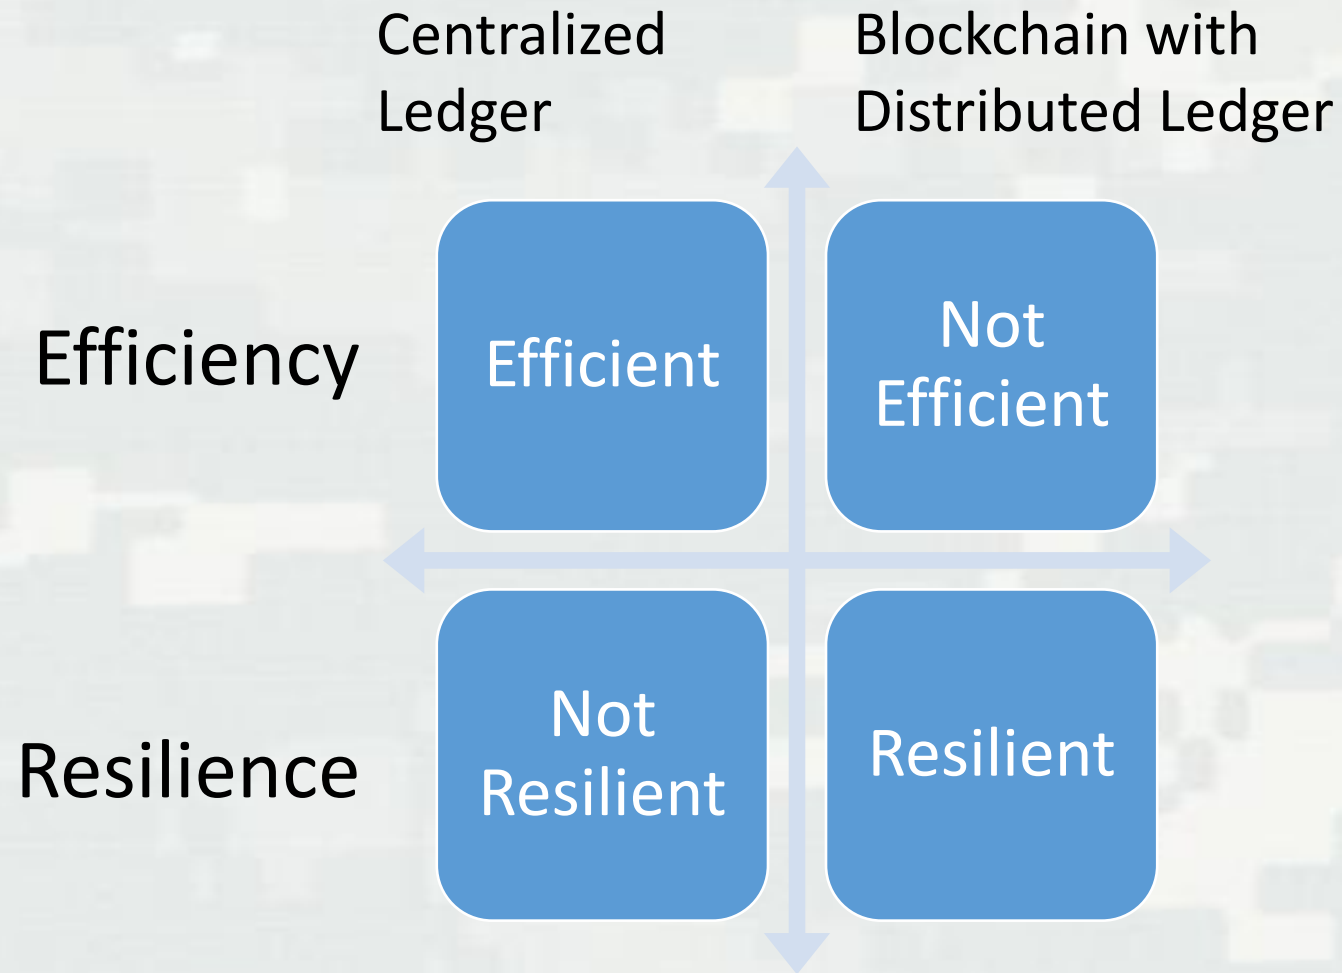 Centralized
Ledger
Blockchain with
Distributed Ledger
Efficiency
Efficient
Not
Efficient
Resilience
Not
Resilient
Resilient